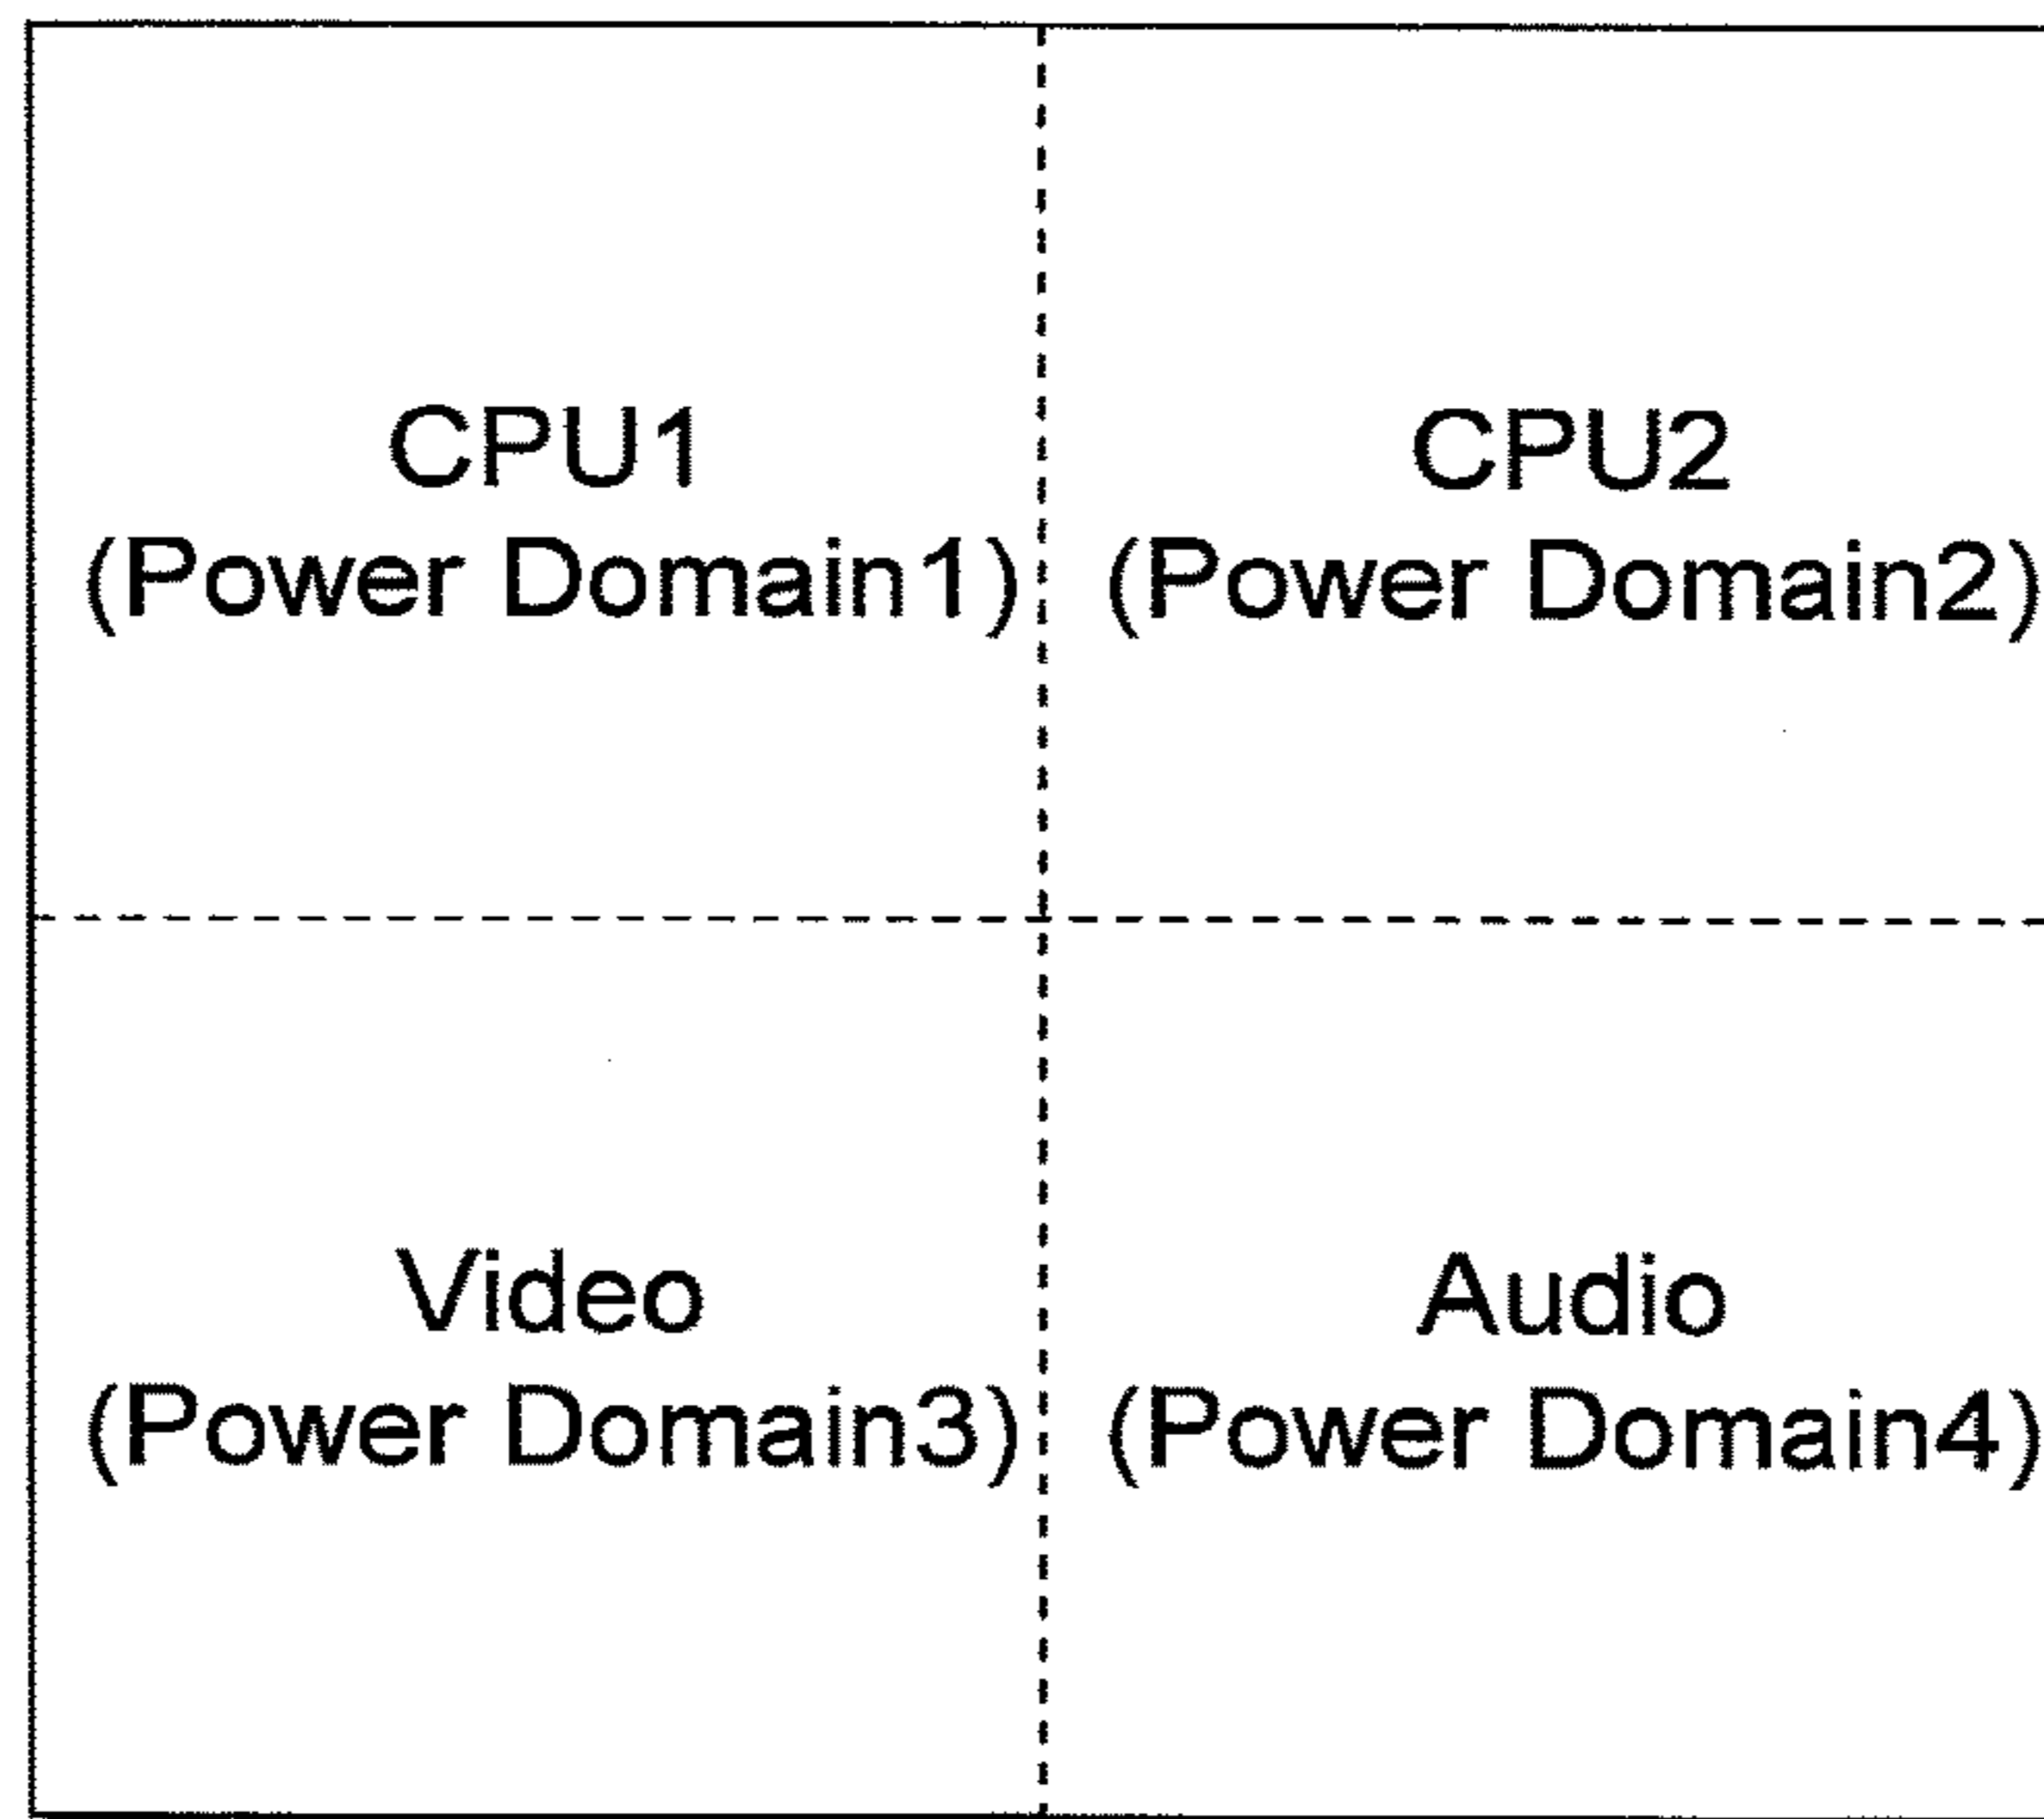 CPU1
(Power Domain1)
CPU2
(Power Domain2)
Video
(Power Domain3)
Audio
(Power Domain4)